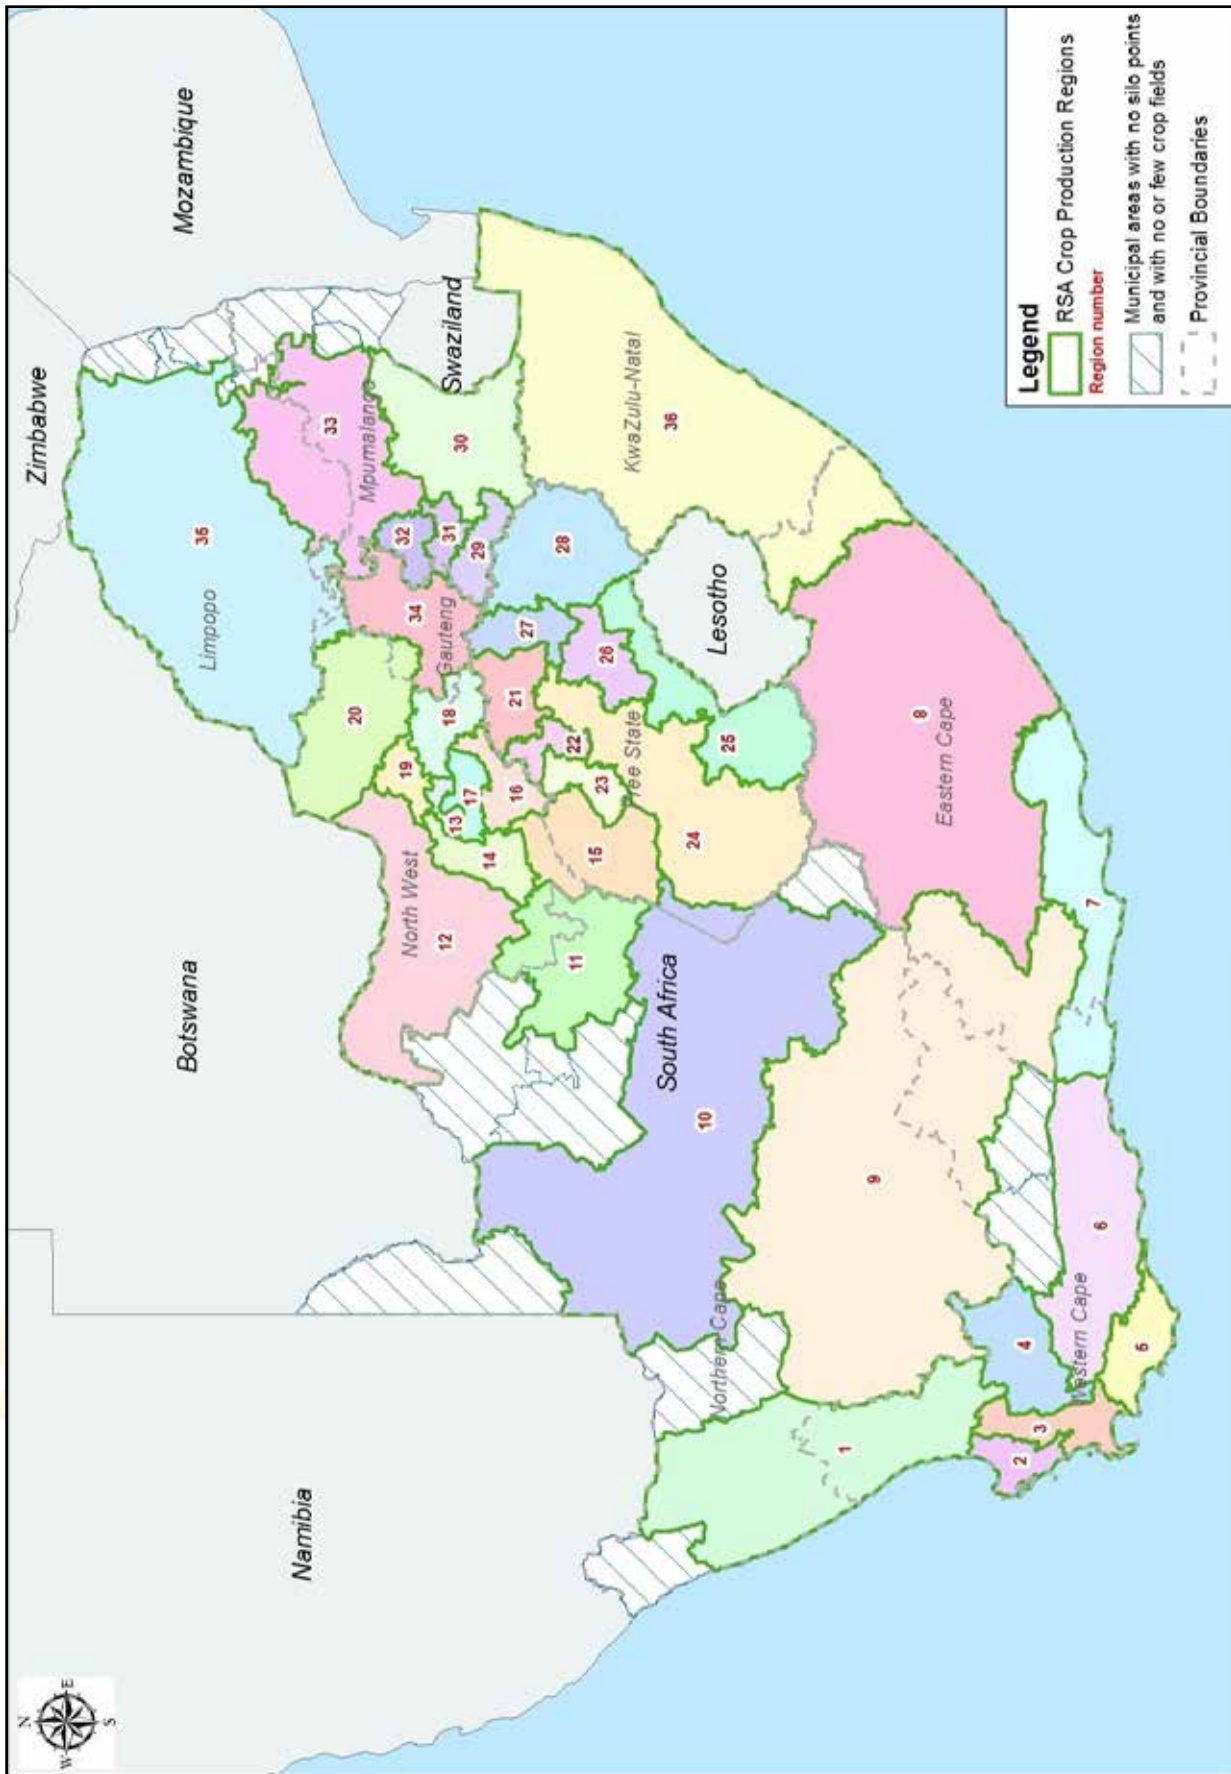 N
W
E
S
Zimbabwe
Mozambique
Botswana
Namibia
35
Limpopo
33
Mpumalanga
20
34
Gauteng
32
31
29
30
Swaziland
19
18
17
13
14
16
North West
12
21
27
28
22
26
23
Free State
15
11
KwaZulu-Natal
36
24
25
Lesotho
South Africa
10
Northern Cape
1
9
8
Eastern Cape
7
2
3
4
Western Cape
6
5
Legend
RSA Crop Production Regions
Region number
Municipal areas with no silo points
and with no or few crop fields
Provincial Boundaries